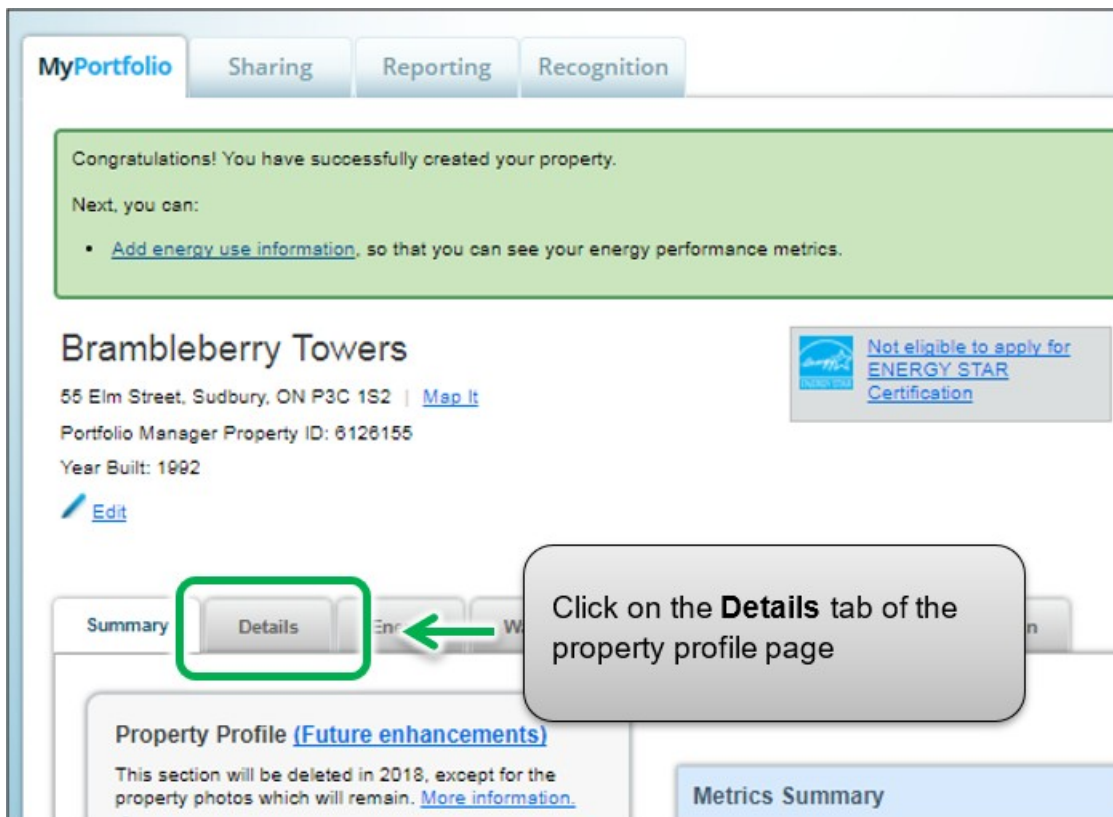 MyPortfolio
Sharing
Reporting
Recognition
Congratulations! You have successfully created your property.
Next, you can:
Add energy use information, so that you can see your energy performance metrics.
Brambleberry Towers
55 Elm Street, Sudbury, ON P3C 1S2 | Map It
Portfolio Manager Property ID: 6126155
Year Built: 1992
Edit
Not eligible to apply for
ENERGY STAR
Certification
ENERGY STAR
Summary
Details
Click on the Details tab of the
property profile page
Property Profile (Future enhancements)
This section will be deleted in 2018, except for the
property photos which will remain. More information.
Metrics Summary